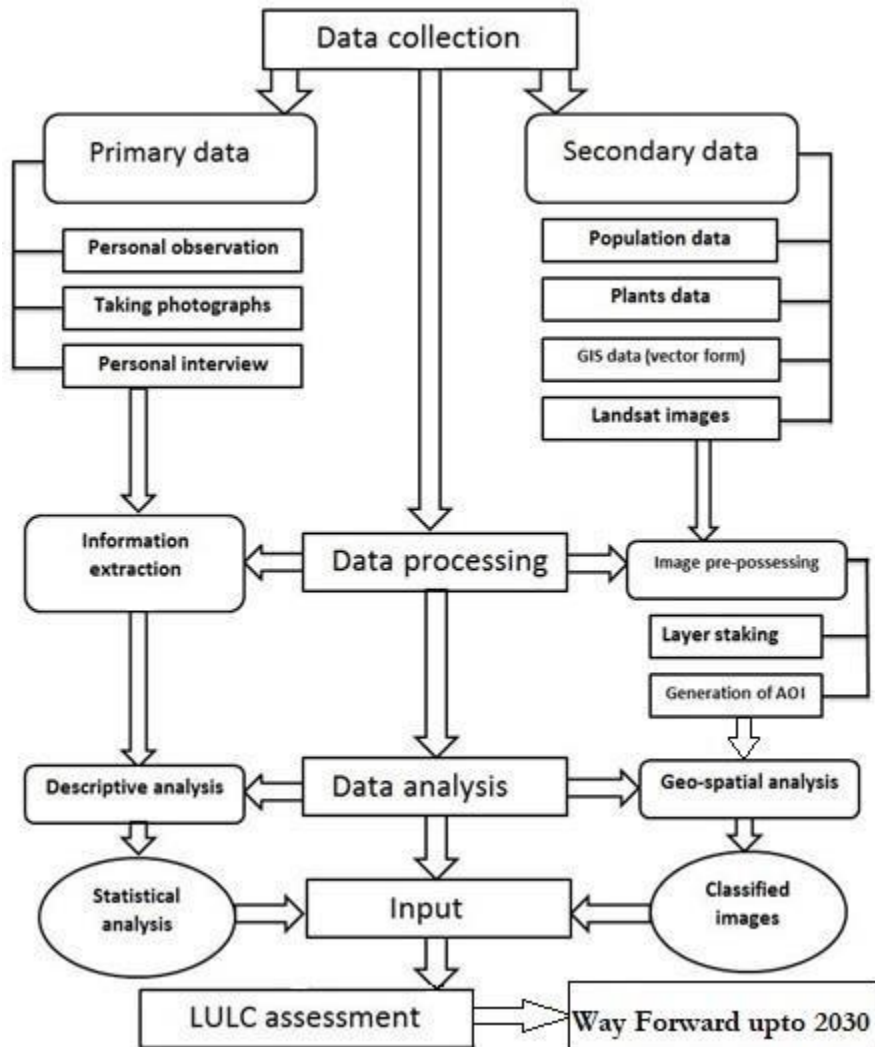 Data collection
Primary data
Secondary data
Personal observation
Taking photographs
Personal interview
Population data
Plants data
GIS data (vector form)
Landsat images
Information
extraction
Data processing
Image pre-possessing
Layer staking
Generation of AOI
Descriptive analysis
Data analysis
Geo-spatial analysis
Statistical
analysis
Input
Classified
images
LULC assessment
Way Forward upto 2030